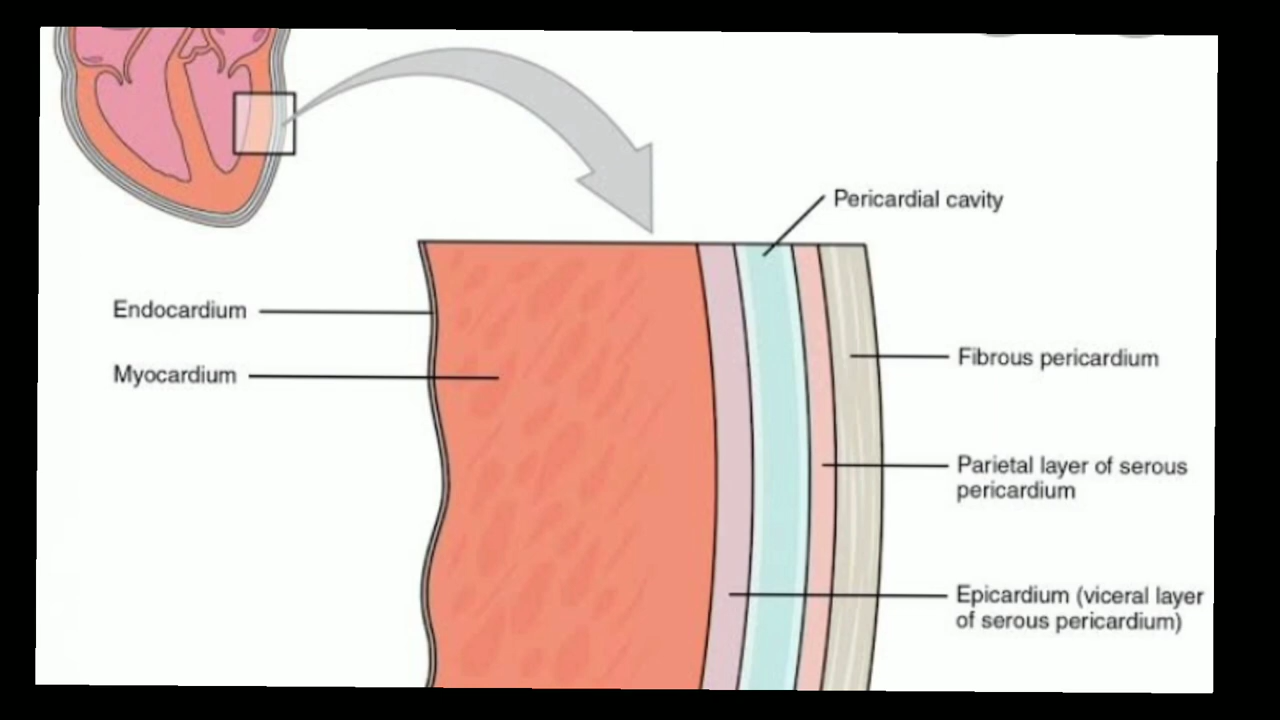 Pericardial cavity
Endocardium
Fibrous pericardium
Myocardium
Parietal layer of serous
pericardium
Epicardium (viceral layer
of serous pericardium)